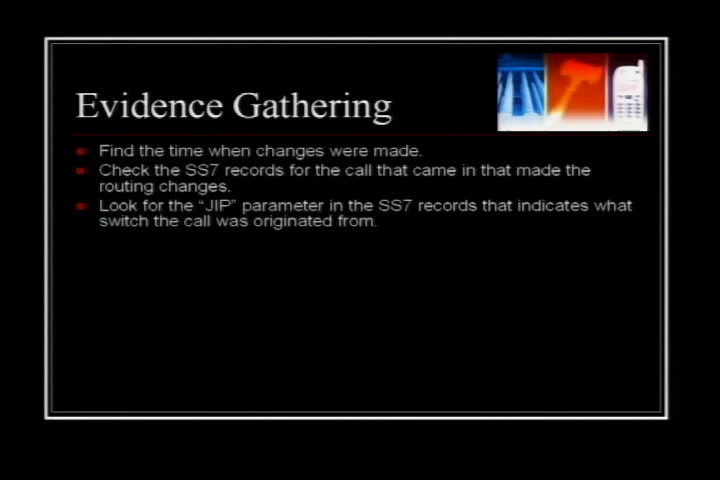 Evidence Gathering
Find the time when changes were made.
Check the SS7 records for the call that came in that made the
routing changes.
Look for the “JIP” parameter in the SS7 records that indicates what
switch the call was originated from.